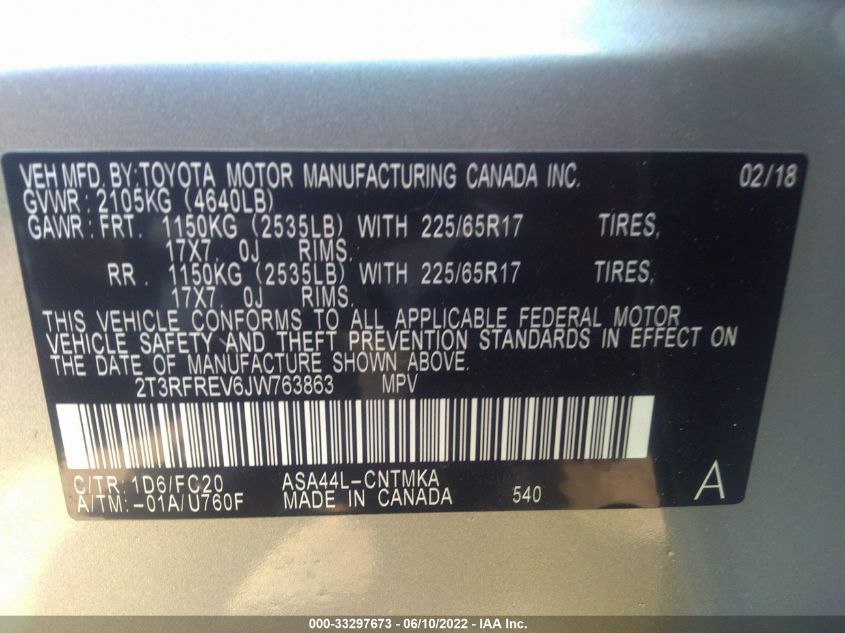 VEH MFD. BY: TOYOTA MOTOR MANUFACTURING CANADA INC. 02/18
GVWR: 2105KG (4640LB)
GAWR: FRT. 1150KG (2535LB) WITH 225/65R17 TIRES,
17X7. 0J RIMS.
RR. 1150KG (2535LB) WITH 225/65R17 TIRES,
17X7. 0J RIMS.
THIS VEHICLE CONFORMS TO ALL APPLICABLE FEDERAL MOTOR
VEHICLE SAFETY AND THEFT PREVENTION STANDARDS IN EFFECT ON
THE DATE OF MANUFACTURE SHOWN ABOVE.
2T3RFREV6JW763863 MPV
C/TR: 1D6/FC20 ASA44L-CNTMKA
A/TM: -01A/U760F MADE IN CANADA 540 A
000-33297673 - 06/10/2022 - IAA Inc.